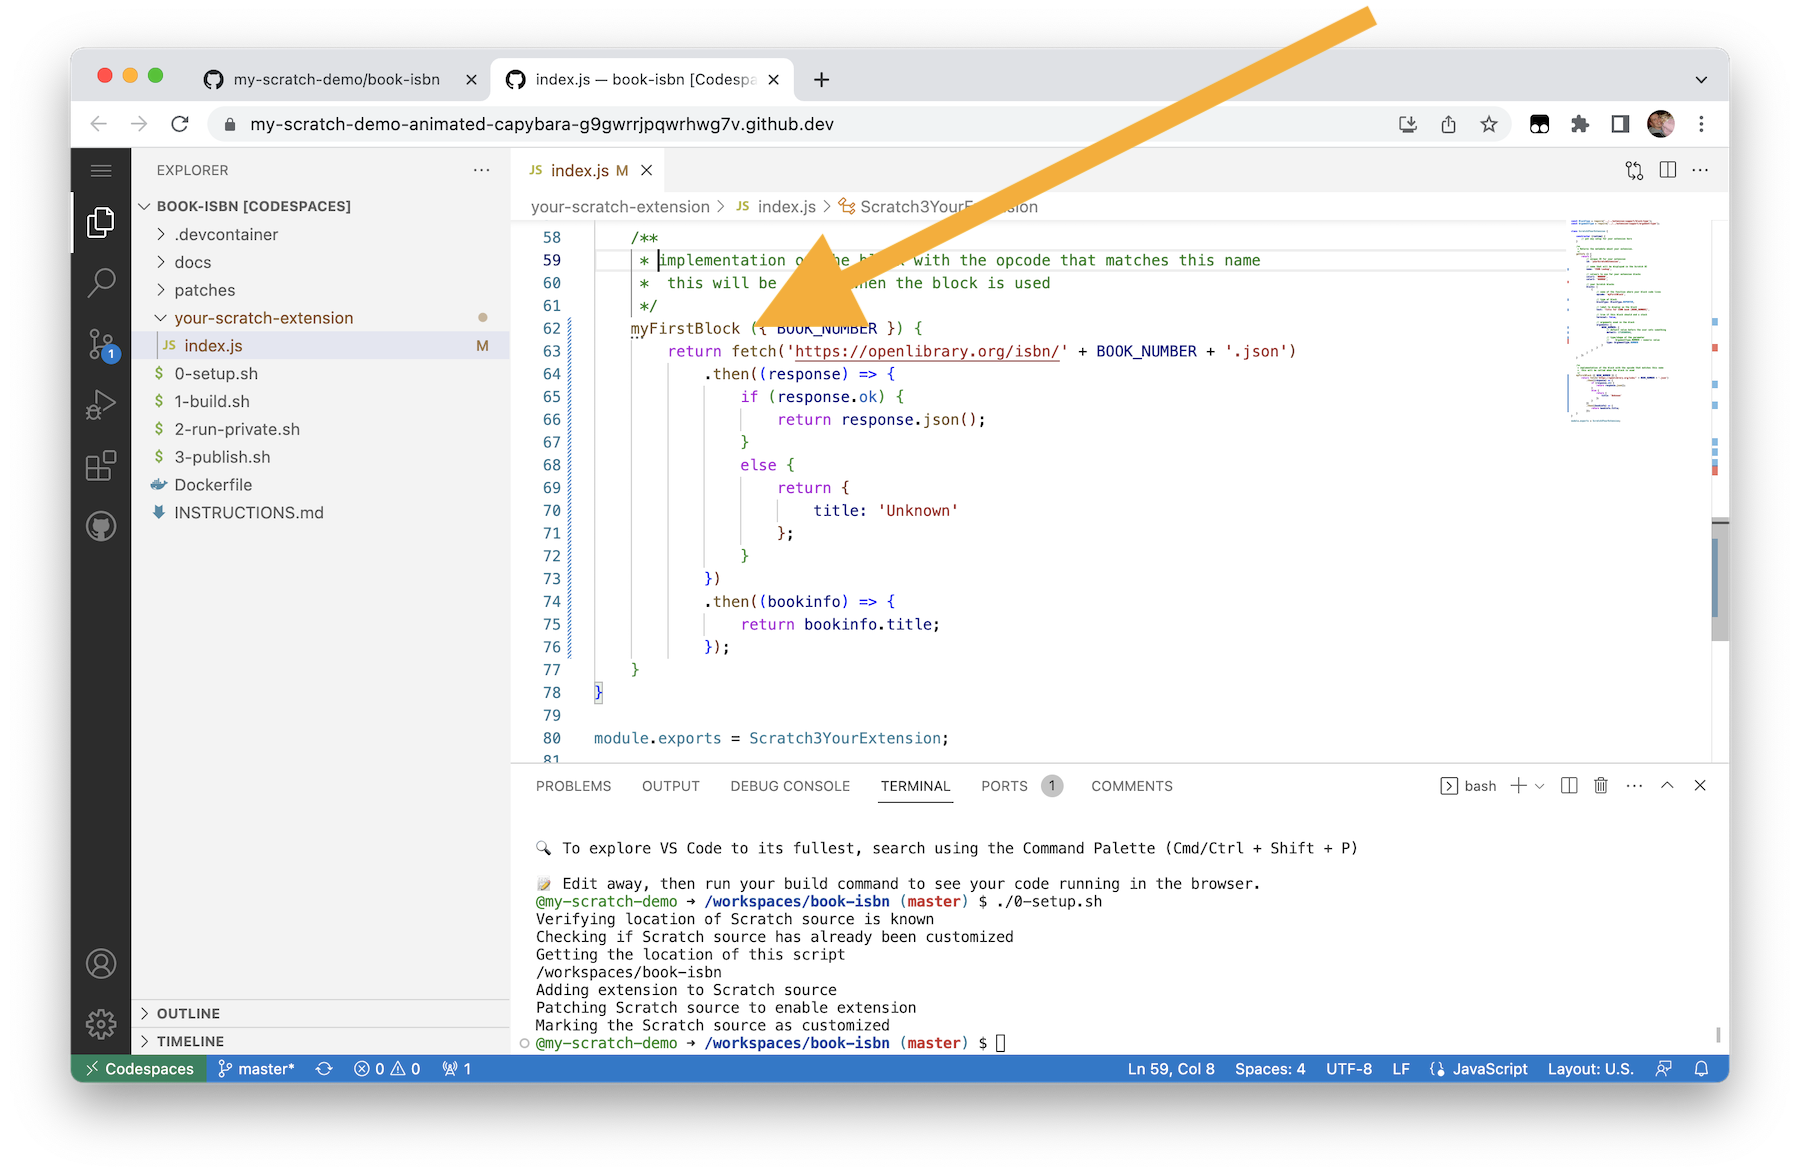 my-scratch-demo/book-isbn
index.js — book-isbn [Codespa
my-scratch-demo-animated-capybara-g9gwrrjpqwrhwg7v.github.dev
EXPLORER
BOOK-ISBN [CODESPACES]
.devcontainer
docs
patches
your-scratch-extension
JS index.js M
$ 0-setup.sh
$ 1-build.sh
$ 2-run-private.sh
$ 3-publish.sh
Dockerfile
INSTRUCTIONS.md
OUTLINE
TIMELINE
1
JS index.js M
your-scratch-extension > JS index.js > Scratch3YourExtension
58 /**
59 * implementation of the block with the opcode that matches this name
60 * this will be when the block is used
61 */
62 myFirstBlock ({ BOOK_NUMBER }) {
63 return fetch('https://openlibrary.org/isbn/' + BOOK_NUMBER + '.json')
64 .then((response) => {
65 if (response.ok) {
66 return response.json();
67 }
68 else {
69 return {
70 title: 'Unknown'
71 };
72 }
73 })
74 .then((bookinfo) => {
75 return bookinfo.title;
76 });
77 }
78 }
79
80 module.exports = Scratch3YourExtension;
81
PROBLEMS OUTPUT DEBUG CONSOLE TERMINAL PORTS 1 COMMENTS
bash
To explore VS Code to its fullest, search using the Command Palette (Cmd/Ctrl + Shift + P)
Edit away, then run your build command to see your code running in the browser.
@my-scratch-demo → /workspaces/book-isbn (master) $ ./0-setup.sh
Verifying location of Scratch source is known
Checking if Scratch source has already been customized
Getting the location of this script
/workspaces/book-isbn
Adding extension to Scratch source
Patching Scratch source to enable extension
Marking the Scratch source as customized
@my-scratch-demo → /workspaces/book-isbn (master) $
Codespaces master* 0 0 1 Ln 59, Col 8 Spaces: 4 UTF-8 LF JavaScript Layout: U.S.